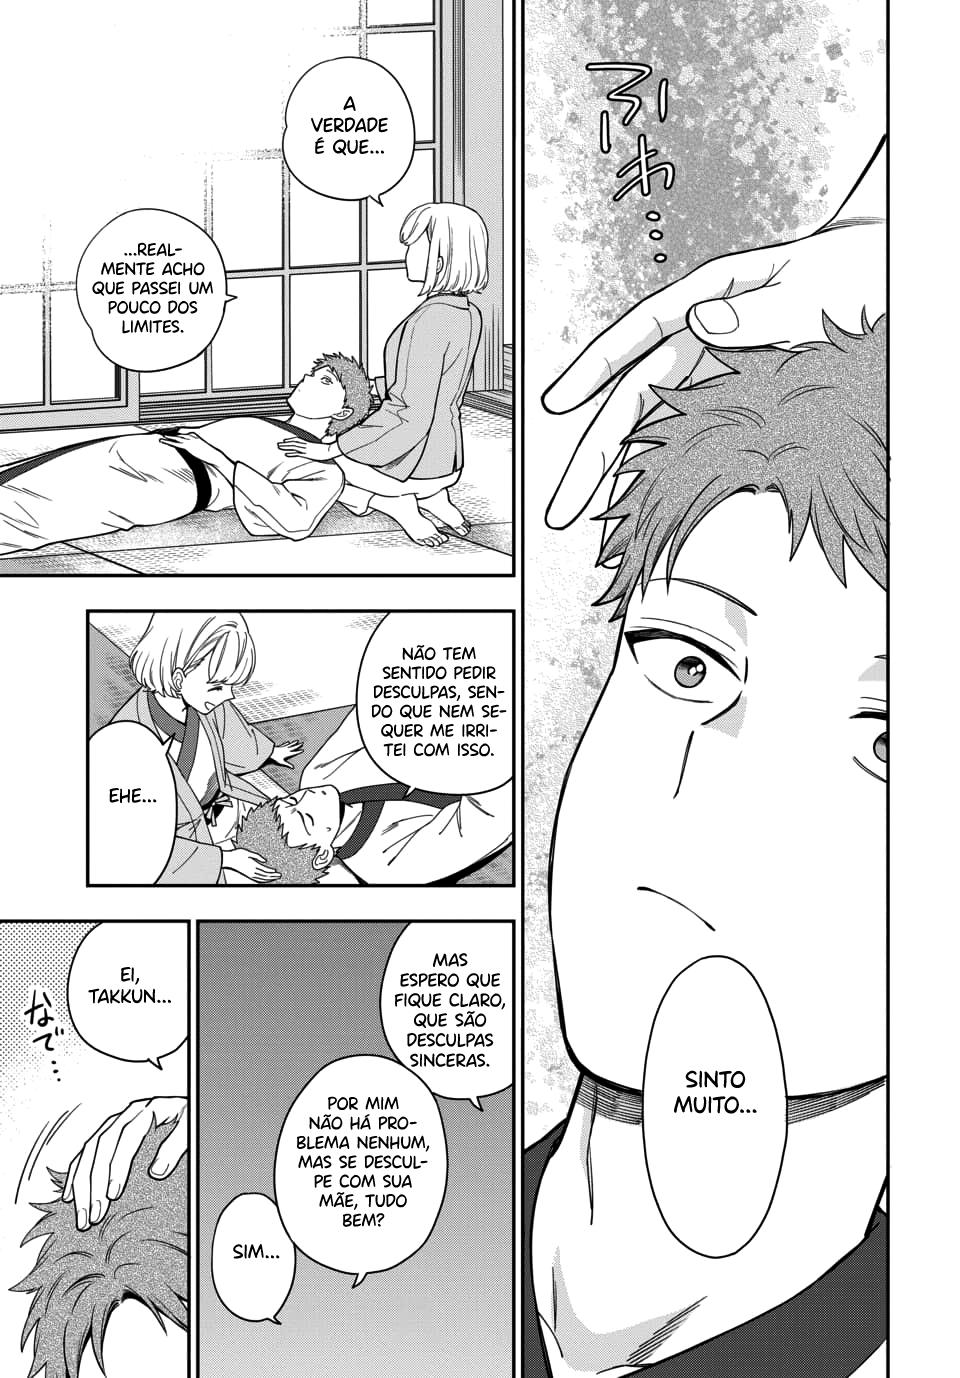 ふわ…
SINTO
MUITO...
A
VERDADE
É QUE...
...REAL-
MENTE ACHO
QUE PASSEI UM
POUCO DOS
LIMITES.
NÃO TEM
SENTIDO PEDIR
DESCULPAS, SEN-
DO QUE NEM SE-
QUER ME IRRI-
TEI COM ISSO.
EHE...
MAS
ESPERO QUE
FIQUE CLARO,
QUE SÃO
DESCULPAS
SINCERAS.
POR MIM
NÃO HÁ PRO-
BLEMA NENHUM,
MAS SE DESCUL-
PE COM SUA
MÃE, TUDO
BEM?
SIM...
EI,
TAKKUN...
なで…